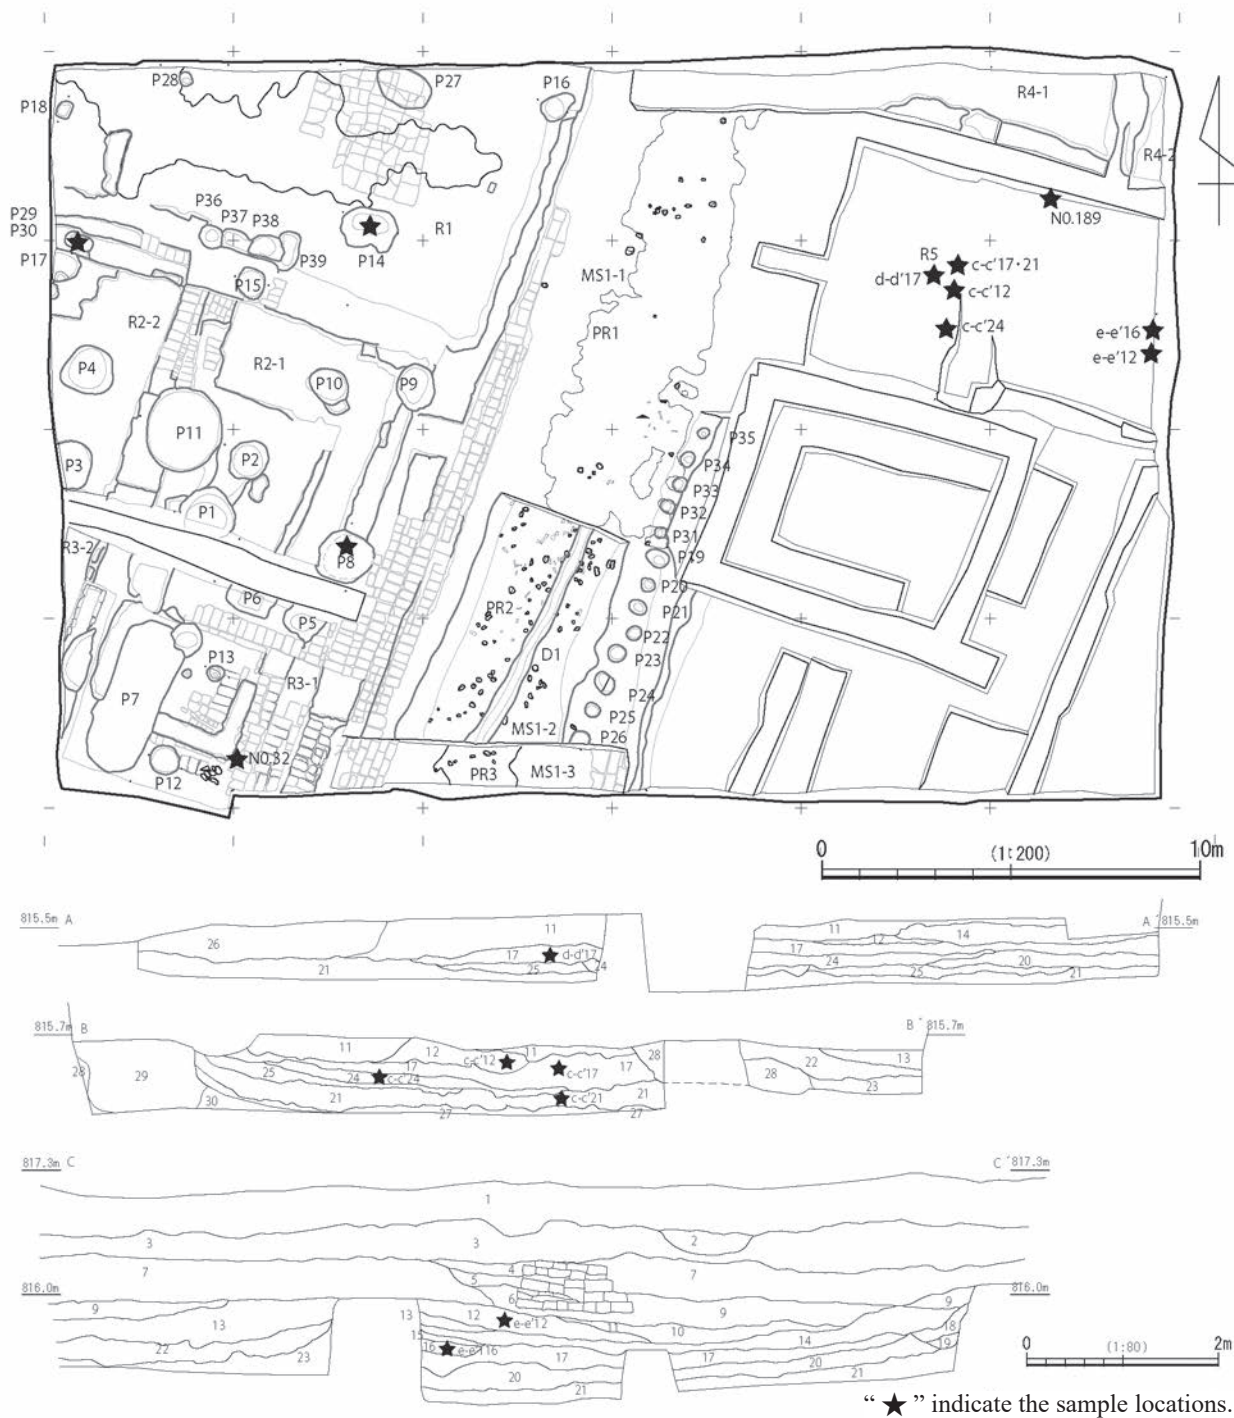 P28
P27
P16
P18
R4-1
R4-2
P36
P37
P38
P29
P30
P39
P14
R1
N0.189
P17
P15
MS1-1
R5
c-c'17・21
d-d'17
c-c'12
R2-2
PR1
c-c'24
e-e'16
P4
R2-1
e-e'12
P10
P9
P11
P35
P3
P2
P34
P33
P1
P32
P31
R3-2
P8
P19
P20
P6
PR2
P21
P5
P22
P13
D1
P23
R3-1
P7
P24
P25
MS1-2
P26
N0.32
P12
PR3
MS1-3
0 (1:200) 10m
815.5m A
A´ 815.5m
26 11 11 14
12
17 d-d'17 17
21 25 24 24 20
25 21
815.7m B
B´ 815.7m
11 12 c-c'12 11 28 22 13
17 c-c'17 17
28 29 25 24 c-c'24 28 23
30 21 c-c'21 21
27 27
817.3m C
C´ 817.3m
1
3 3 2
7 4 7
5
816.0m 6 816.0m
9 13 12 e-e'12 9 9
13 11 10 14 18
15 19
22 16 e-e'16 17 17
23 20 20
21 21
0 (1:80) 2m
“ ★ ” indicate the sample locations.